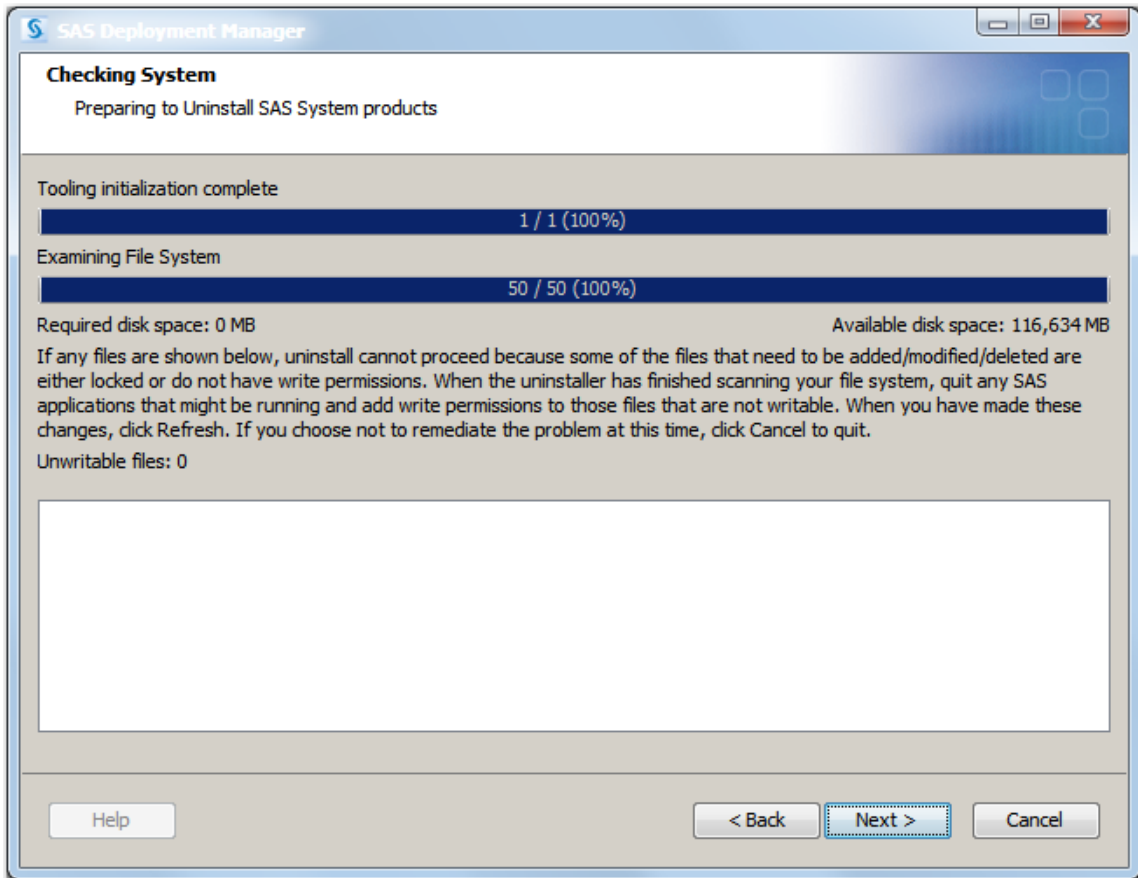 SAS Deployment Manager
Checking System
Preparing to Uninstall SAS System products
Tooling initialization complete
1 / 1 (100%)
Examining File System
50 / 50 (100%)
Required disk space: 0 MB Available disk space: 116,634 MB
If any files are shown below, uninstall cannot proceed because some of the files that need to be added/modified/deleted are
either locked or do not have write permissions. When the uninstaller has finished scanning your file system, quit any SAS
applications that might be running and add write permissions to those files that are not writable. When you have made these
changes, click Refresh. If you choose not to remediate the problem at this time, click Cancel to quit.
Unwritable files: 0
Help < Back Next > Cancel